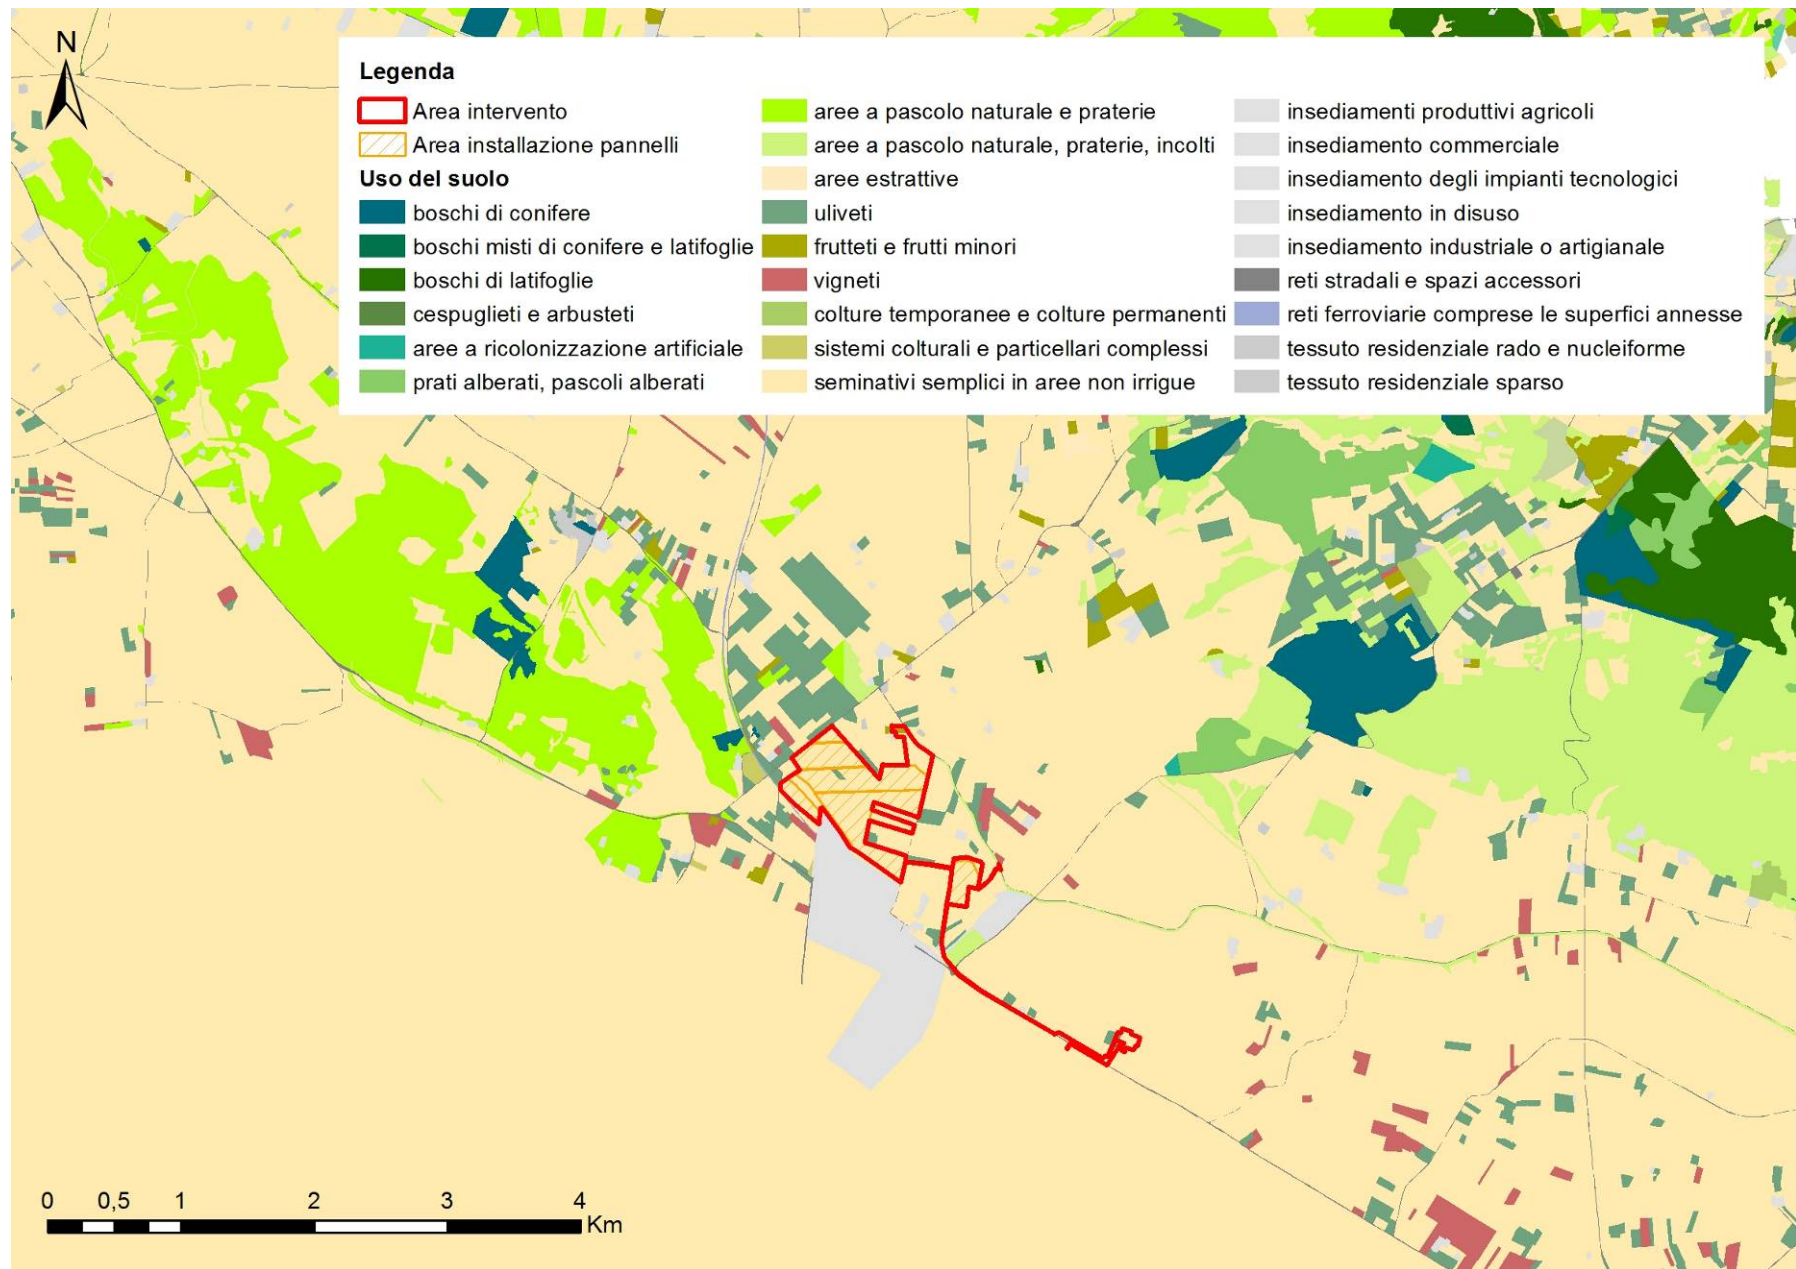 N
Legenda
Area intervento
Area installazione pannelli
Uso del suolo
boschi di conifere
boschi misti di conifere e latifoglie
boschi di latifoglie
cespuglieti e arbusteti
aree a ricolonizzazione artificiale
prati alberati, pascoli alberati
aree a pascolo naturale e praterie
aree a pascolo naturale, praterie, incolti
aree estrattive
uliveti
frutteti e frutti minori
vigneti
colture temporanee e colture permanenti
sistemi colturali e particellari complessi
seminativi semplici in aree non irrigue
insediamenti produttivi agricoli
insediamento commerciale
insediamento degli impianti tecnologici
insediamento in disuso
insediamento industriale o artigianale
reti stradali e spazi accessori
reti ferroviarie comprese le superfici annesse
tessuto residenziale rado e nucleiforme
tessuto residenziale sparso
0 0,5 1 2 3 4
Km